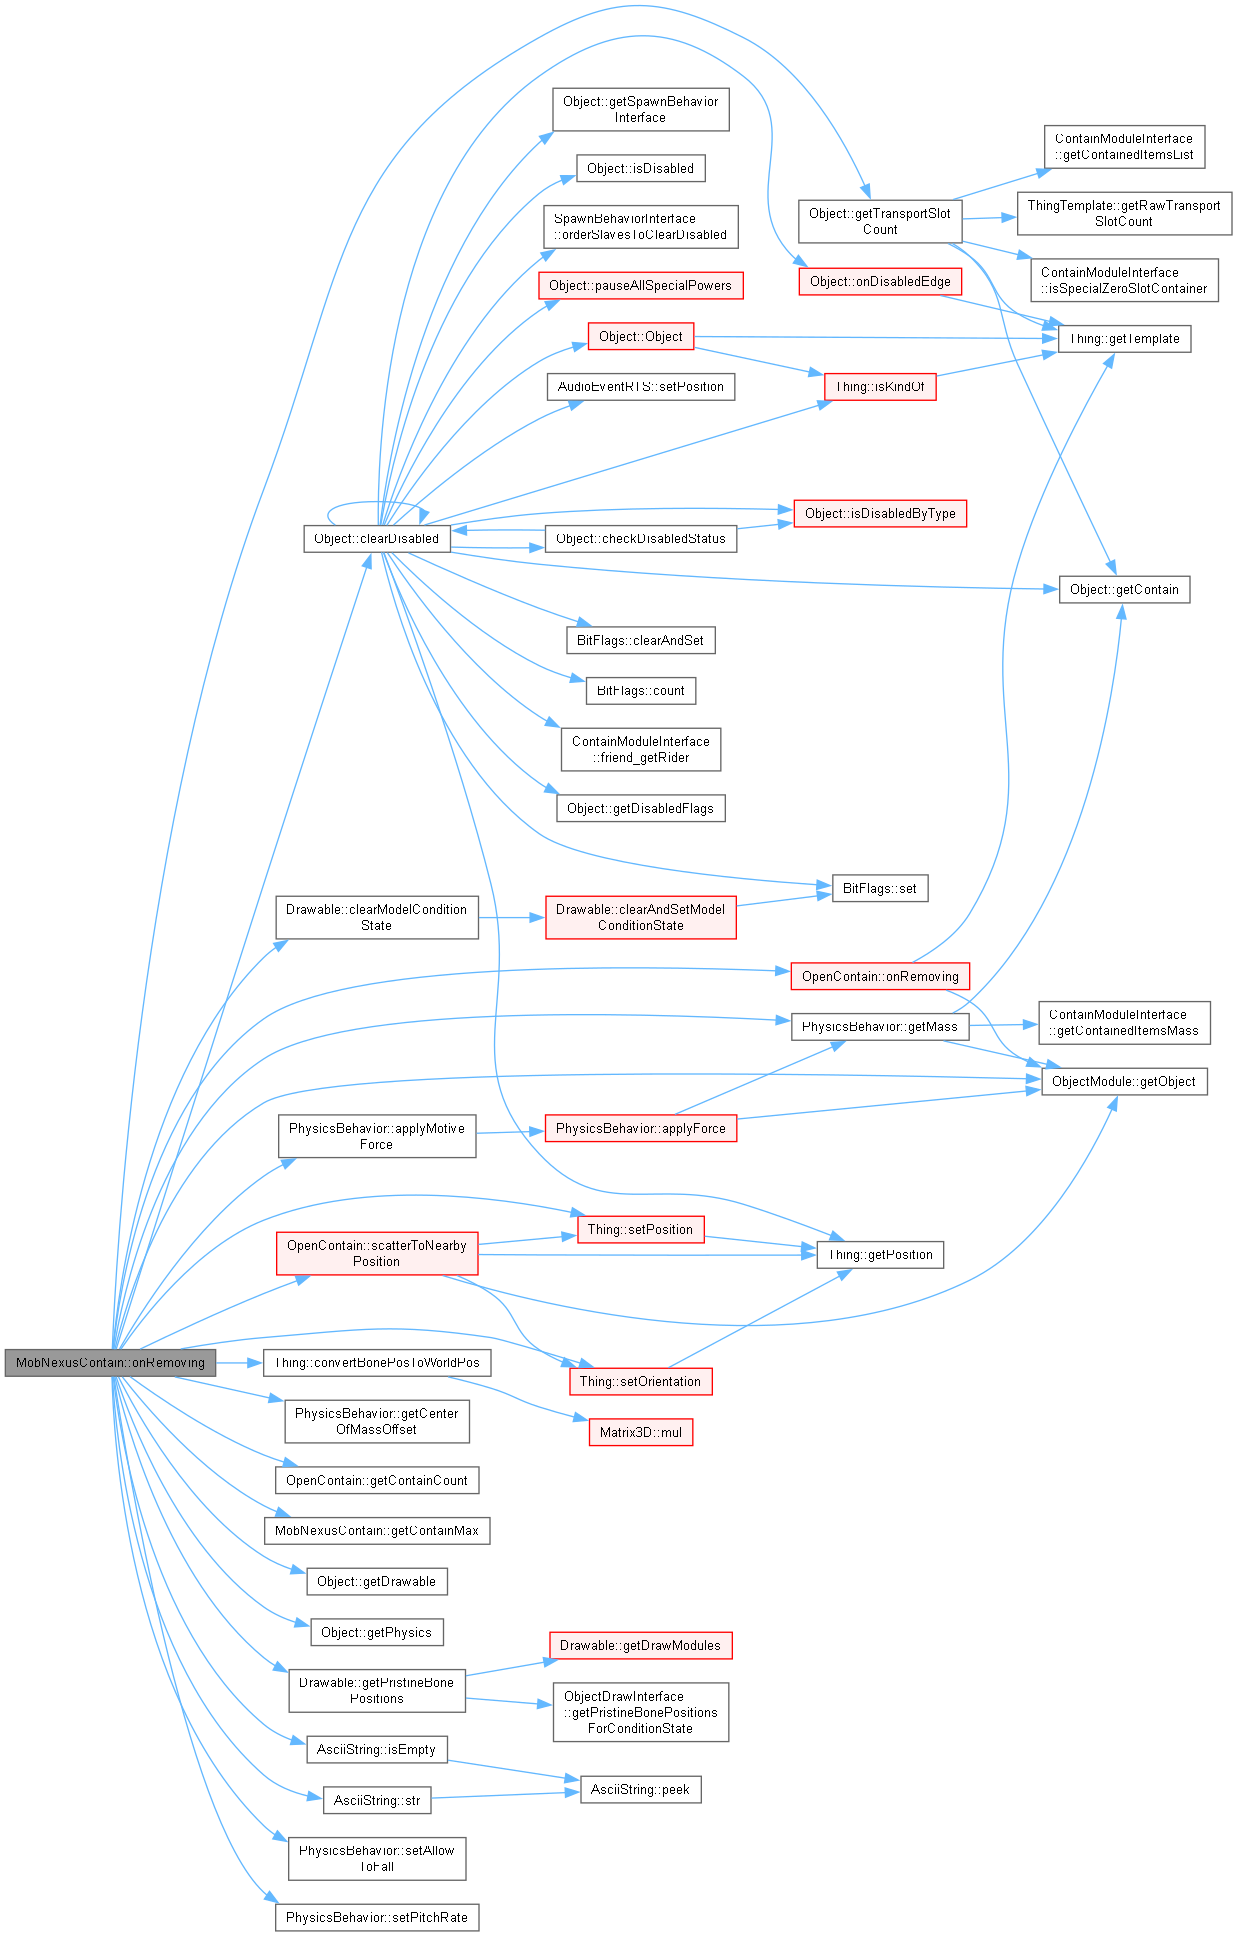 Object::getSpawnBehavior
Interface
Object::isDisabled
SpawnBehaviorInterface
::orderSlavesToClearDisabled
Object::pauseAllSpecialPowers
Object::Object
AudioEventRTS::setPosition
Object::getTransportSlot
Count
Object::onDisabledEdge
Thing::isKindOf
ContainModuleInterface
::getContainedItemsList
ThingTemplate::getRawTransport
SlotCount
ContainModuleInterface
::isSpecialZeroSlotContainer
Thing::getTemplate
Object::clearDisabled
Object::checkDisabledStatus
Object::isDisabledByType
Object::getContain
BitFlags::clearAndSet
BitFlags::count
ContainModuleInterface
::friend_getRider
Object::getDisabledFlags
BitFlags::set
Drawable::clearModelCondition
State
Drawable::clearAndSetModel
ConditionState
OpenContain::onRemoving
PhysicsBehavior::getMass
ContainModuleInterface
::getContainedItemsMass
ObjectModule::getObject
PhysicsBehavior::applyMotive
Force
PhysicsBehavior::applyForce
Thing::setPosition
OpenContain::scatterToNearby
Position
Thing::getPosition
MobNexusContain::onRemoving
Thing::convertBonePosToWorldPos
Thing::setOrientation
PhysicsBehavior::getCenter
OfMassOffset
Matrix3D::mul
OpenContain::getContainCount
MobNexusContain::getContainMax
Object::getDrawable
Object::getPhysics
Drawable::getPristineBone
Positions
Drawable::getDrawModules
ObjectDrawInterface
::getPristineBonePositions
ForConditionState
AsciiString::isEmpty
AsciiString::str
AsciiString::peek
PhysicsBehavior::setAllow
ToFall
PhysicsBehavior::setPitchRate